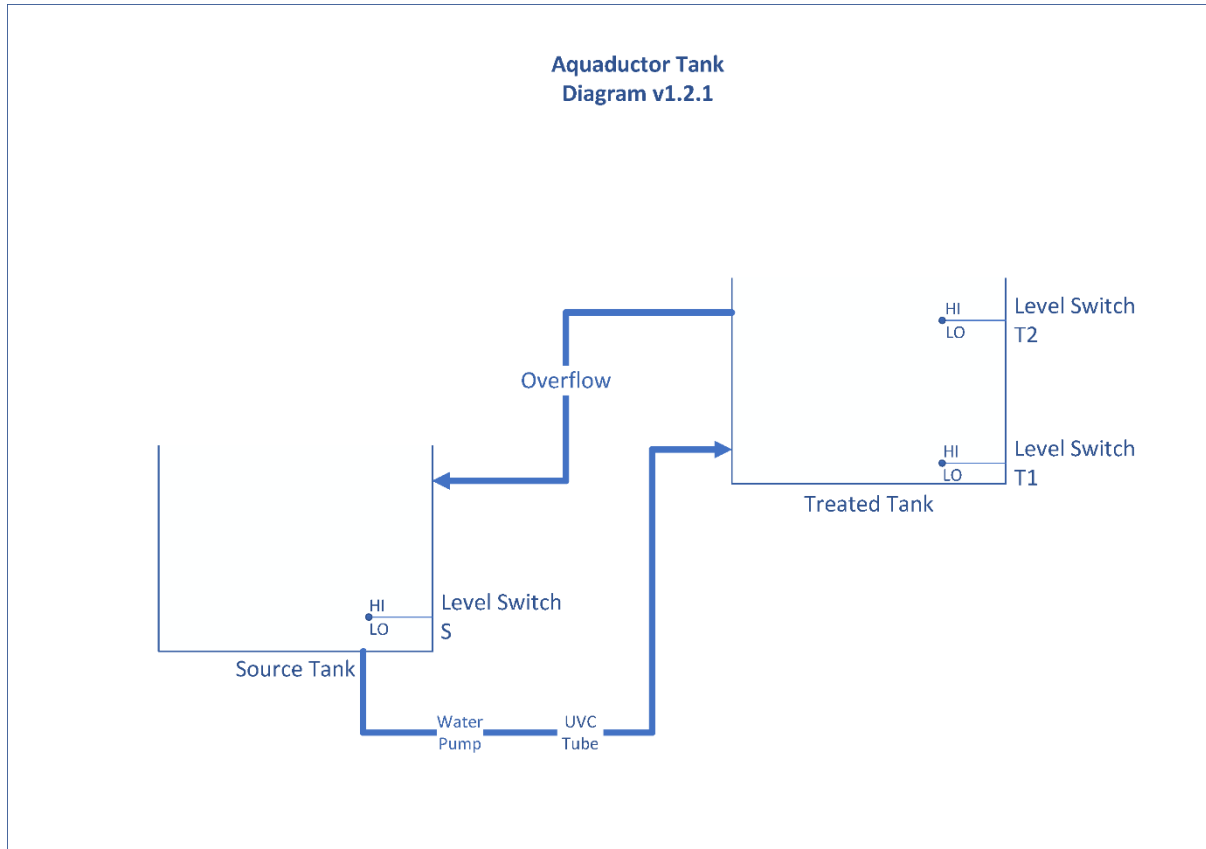 Aquaductor Tank
Diagram v1.2.1
HI
LO
Level Switch
T2
Overflow
HI
LO
Level Switch
T1
Treated Tank
HI
LO
Level Switch
S
Source Tank
Water
Pump
UVC
Tube